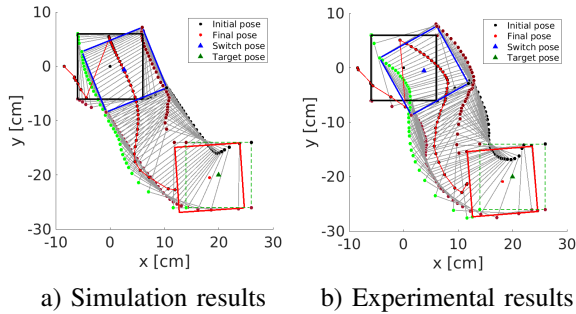 10
0
-10
-20
-30
y [cm]
-10 0 10 20 30
x [cm]
Initial pose
Final pose
Switch pose
Target pose
a) Simulation results
10
0
-10
-20
-30
y [cm]
-10 0 10 20 30
x [cm]
Initial pose
Final pose
Switch pose
Target pose
b) Experimental results